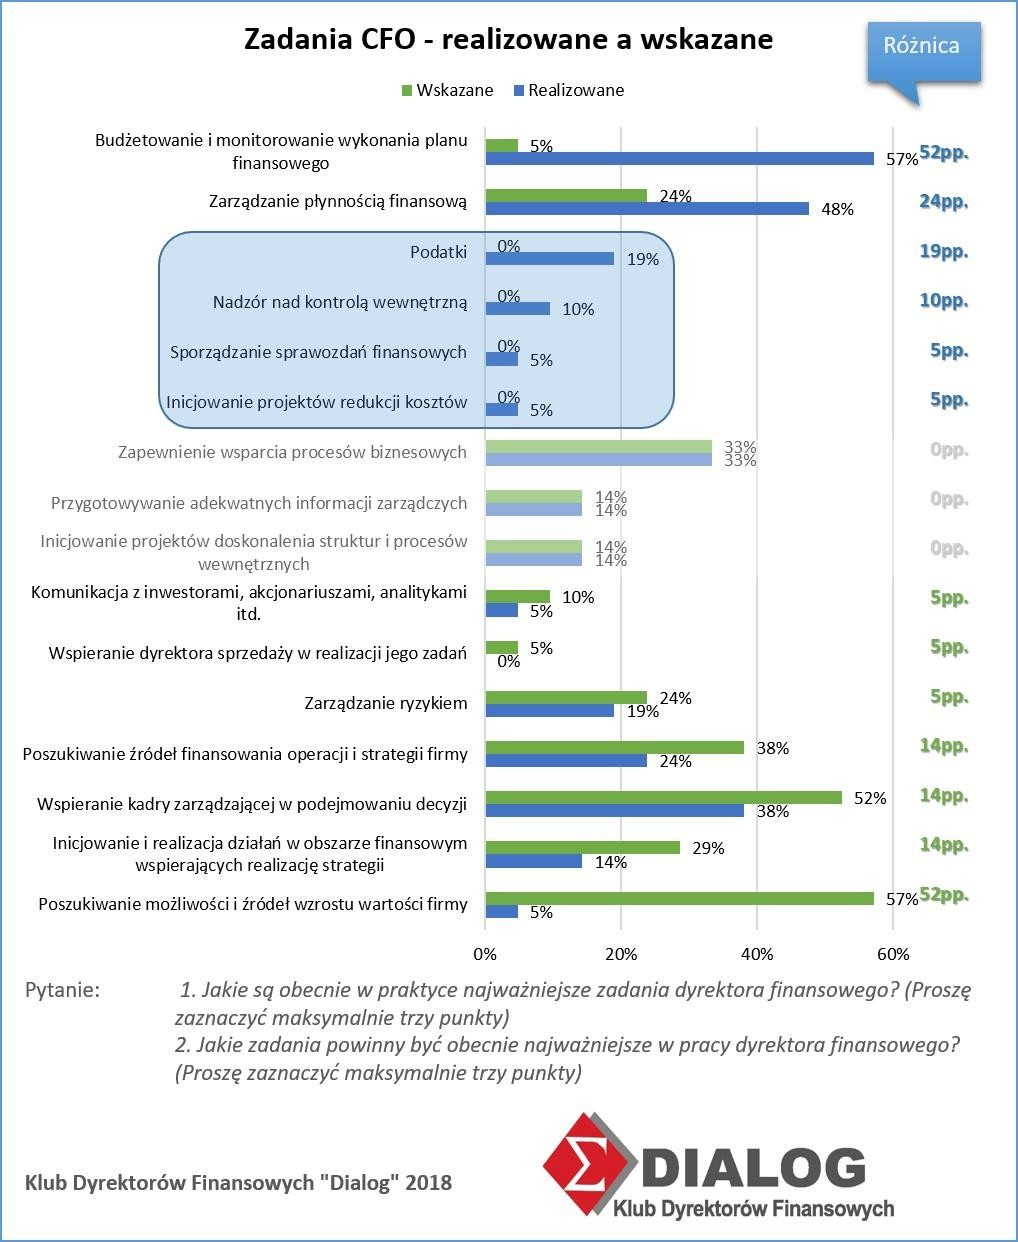 Zadania CFO - realizowane a wskazane
Różnica
Wskazane Realizowane
Budżetowanie i monitorowanie wykonania planu
finansowego
5%
57%
52pp.
Zarządzanie płynnością finansową
24%
48%
24pp.
Podatki
0%
19%
19pp.
Nadzór nad kontrolą wewnętrzną
0%
10%
10pp.
Sporządzanie sprawozdań finansowych
0%
5%
5pp.
Inicjowanie projektów redukcji kosztów
0%
5%
5pp.
Zapewnienie wsparcia procesów biznesowych
33%
33%
0pp.
Przygotowywanie adekwatnych informacji zarządczych
14%
14%
0pp.
Inicjowanie projektów doskonalenia struktur i procesów
wewnętrznych
14%
14%
0pp.
Komunikacja z inwestorami, akcjonariuszami, analitykami
itd.
10%
5%
5pp.
Wspieranie dyrektora sprzedaży w realizacji jego zadań
5%
0%
5pp.
Zarządzanie ryzykiem
24%
19%
5pp.
Poszukiwanie źródeł finansowania operacji i strategii firmy
38%
24%
14pp.
Wspieranie kadry zarządzającej w podejmowaniu decyzji
52%
38%
14pp.
Inicjowanie i realizacja działań w obszarze finansowym
wspierających realizację strategii
29%
14%
14pp.
Poszukiwanie możliwości i źródeł wzrostu wartości firmy
57%
5%
52pp.
0% 20% 40% 60%
Pytanie: 1. Jakie są obecnie w praktyce najważniejsze zadania dyrektora finansowego? (Proszę
zaznaczyć maksymalnie trzy punkty)
2. Jakie zadania powinny być obecnie najważniejsze w pracy dyrektora finansowego?
(Proszę zaznaczyć maksymalnie trzy punkty)
Klub Dyrektorów Finansowych "Dialog" 2018
Σ DIALOG
Klub Dyrektorów Finansowych